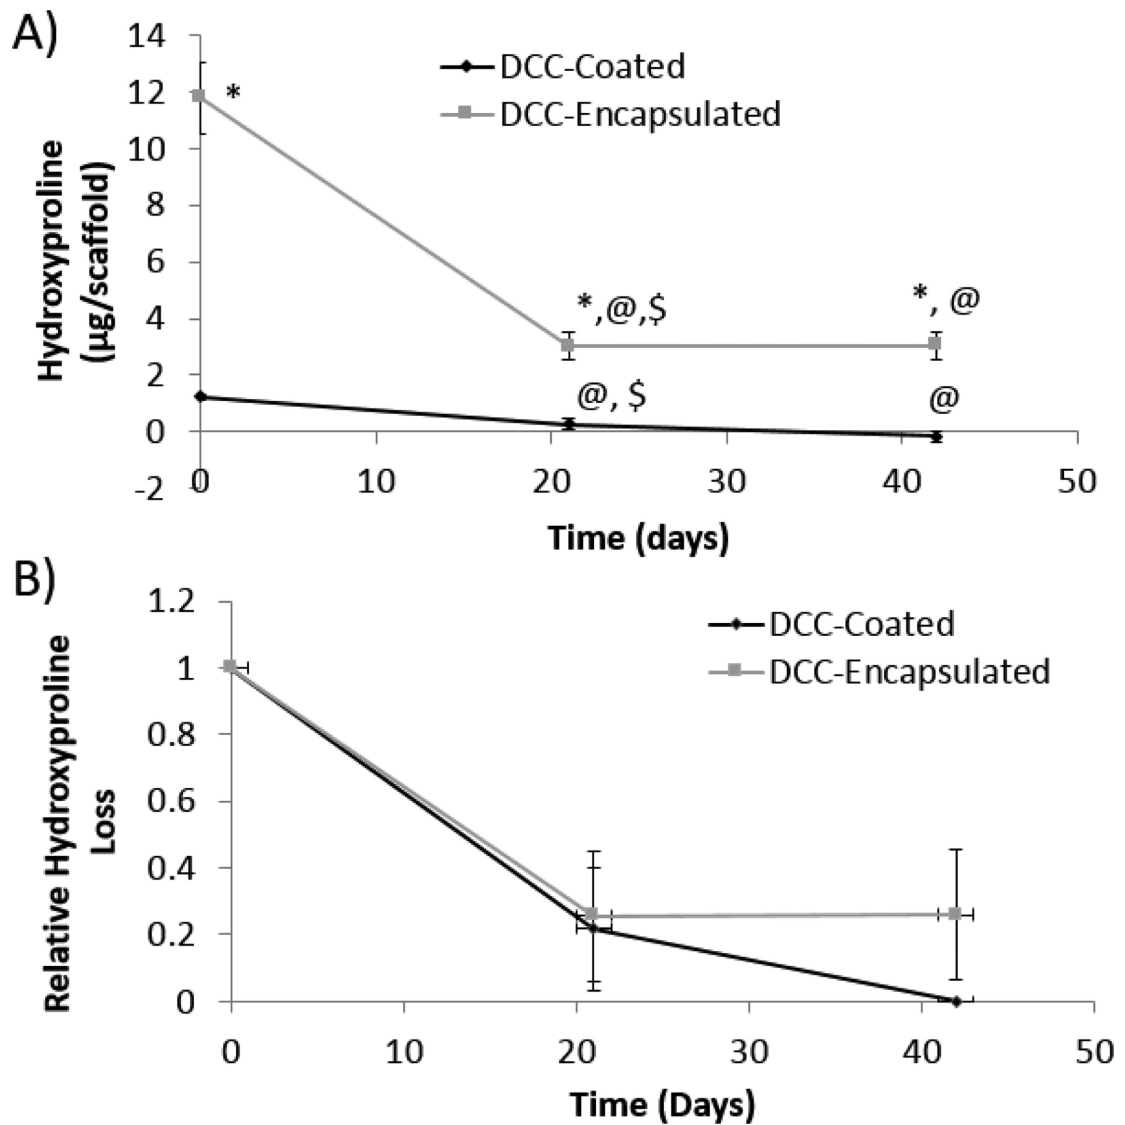 A)
14
12
10
8
6
4
2
0
-2
Hydroxyproline
(µg/scaffold)
DCC-Coated
DCC-Encapsulated
*
*,@,$
*, @
@, $
@
0 10 20 30 40 50
Time (days)
B)
1.2
1
0.8
0.6
0.4
0.2
0
Relative Hydroxyproline
Loss
DCC-Coated
DCC-Encapsulated
0 10 20 30 40 50
Time (Days)